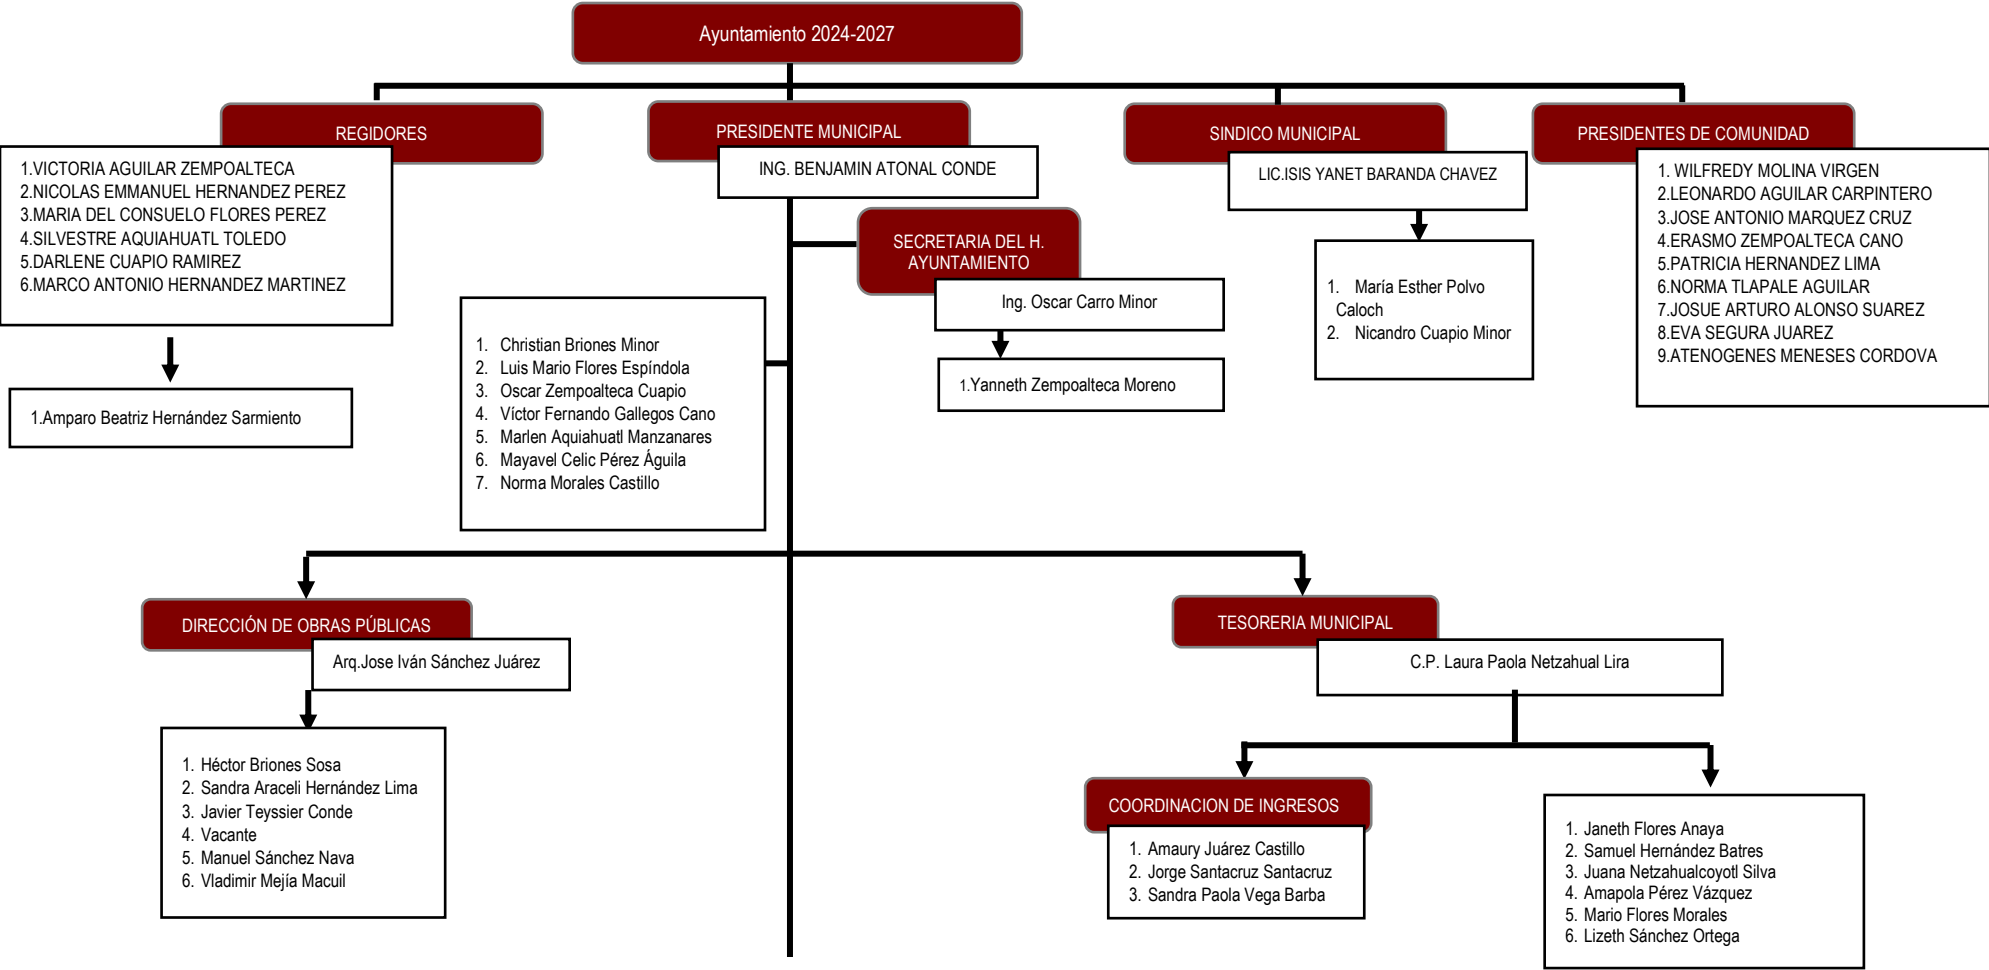 Ayuntamiento 2024-2027
REGIDORES
1.VICTORIA AGUILAR ZEMPOALTECA
2.NICOLAS EMMANUEL HERNANDEZ PEREZ
3.MARIA DEL CONSUELO FLORES PEREZ
4.SILVESTRE AQUIAHUATL TOLEDO
5.DARLENE CUAPIO RAMIREZ
6.MARCO ANTONIO HERNANDEZ MARTINEZ
1.Amparo Beatriz Hernández Sarmiento
PRESIDENTE MUNICIPAL
ING. BENJAMIN ATONAL CONDE
SECRETARIA DEL H.
AYUNTAMIENTO
Ing. Oscar Carro Minor
1.Yanneth Zempoalteca Moreno
1. Christian Briones Minor
2. Luis Mario Flores Espíndola
3. Oscar Zempoalteca Cuapio
4. Víctor Fernando Gallegos Cano
5. Marlen Aquiahuatl Manzanares
6. Mayavel Celic Pérez Águila
7. Norma Morales Castillo
SINDICO MUNICIPAL
LIC.ISIS YANET BARANDA CHAVEZ
1. María Esther Polvo
Caloch
2. Nicandro Cuapio Minor
PRESIDENTES DE COMUNIDAD
1. WILFREDY MOLINA VIRGEN
2.LEONARDO AGUILAR CARPINTERO
3.JOSE ANTONIO MARQUEZ CRUZ
4.ERASMO ZEMPOALTECA CANO
5.PATRICIA HERNANDEZ LIMA
6.NORMA TLAPALE AGUILAR
7.JOSUE ARTURO ALONSO SUAREZ
8.EVA SEGURA JUAREZ
9.ATENOGENES MENESES CORDOVA
DIRECCIÓN DE OBRAS PÚBLICAS
Arq.Jose Iván Sánchez Juárez
1. Héctor Briones Sosa
2. Sandra Araceli Hernández Lima
3. Javier Teyssier Conde
4. Vacante
5. Manuel Sánchez Nava
6. Vladimir Mejía Macuil
TESORERIA MUNICIPAL
C.P. Laura Paola Netzahual Lira
COORDINACION DE INGRESOS
1. Amaury Juárez Castillo
2. Jorge Santacruz Santacruz
3. Sandra Paola Vega Barba
1. Janeth Flores Anaya
2. Samuel Hernández Batres
3. Juana Netzahualcoyotl Silva
4. Amapola Pérez Vázquez
5. Mario Flores Morales
6. Lizeth Sánchez Ortega